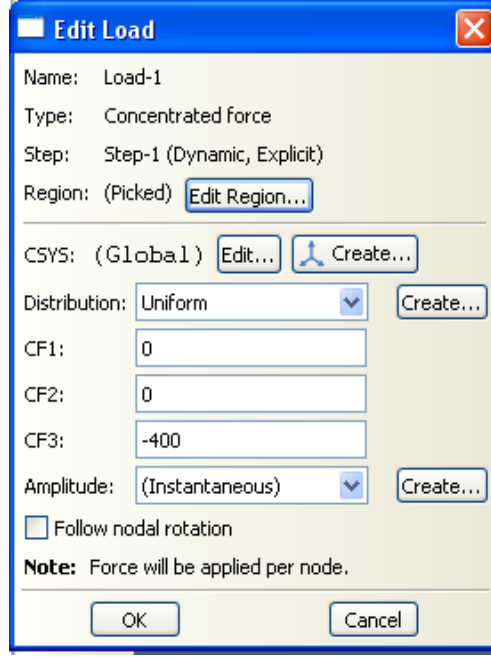 Edit Load
Name: Load-1
Type: Concentrated force
Step: Step-1 (Dynamic, Explicit)
Region: (Picked) Edit Region...
CSYS: (Global) Edit... Create...
Distribution: Uniform Create...
CF1: 0
CF2: 0
CF3: -400
Amplitude: (Instantaneous) Create...
Follow nodal rotation
Note: Force will be applied per node.
OK Cancel